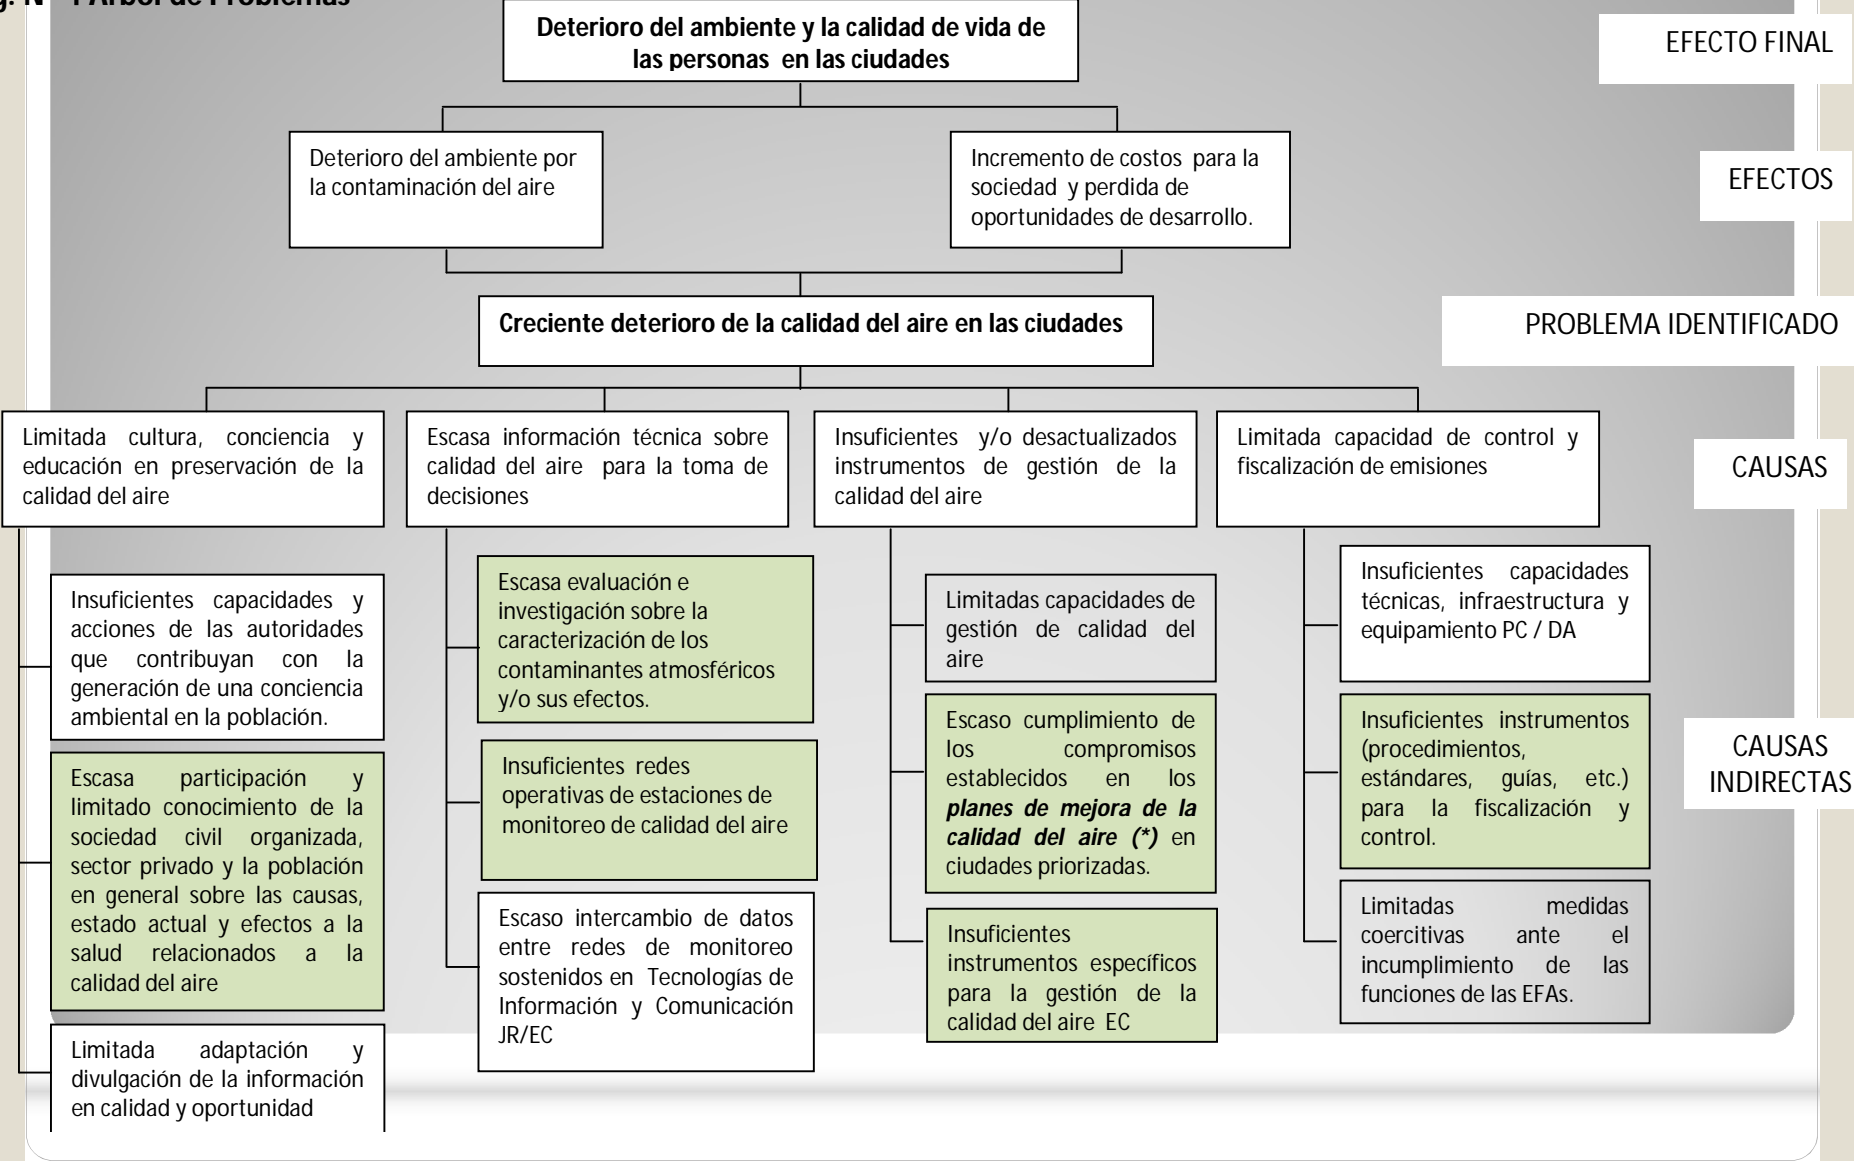 Árbol de Problemas
Deterioro del ambiente y la calidad de vida de
las personas en las ciudades
EFECTO FINAL
Deterioro del ambiente por
la contaminación del aire
Incremento de costos para la
sociedad y perdida de
oportunidades de desarrollo.
EFECTOS
Creciente deterioro de la calidad del aire en las ciudades
PROBLEMA IDENTIFICADO
Limitada cultura, conciencia y
educación en preservación de la
calidad del aire
Escasa información técnica sobre
calidad del aire para la toma de
decisiones
Insuficientes y/o desactualizados
instrumentos de gestión de la
calidad del aire
Limitada capacidad de control y
fiscalización de emisiones
CAUSAS
Insuficientes capacidades y
acciones de las autoridades
que contribuyan con la
generación de una conciencia
ambiental en la población.
Escasa participación y
limitado conocimiento de la
sociedad civil organizada,
sector privado y la población
en general sobre las causas,
estado actual y efectos a la
salud relacionados a la
calidad del aire
Limitada adaptación y
divulgación de la información
en calidad y oportunidad
Escasa evaluación e
investigación sobre la
caracterización de los
contaminantes atmosféricos
y/o sus efectos.
Insuficientes redes
operativas de estaciones de
monitoreo de calidad del aire
Escaso intercambio de datos
entre redes de monitoreo
sostenidos en Tecnologías de
Información y Comunicación
JR/EC
Limitadas capacidades de
gestión de calidad del
aire
Escaso cumplimiento de
los compromisos
establecidos en los
planes de mejora de la
calidad del aire (*) en
ciudades priorizadas.
Insuficientes
instrumentos específicos
para la gestión de la
calidad del aire EC
Insuficientes capacidades
técnicas, infraestructura y
equipamiento PC / DA
Insuficientes instrumentos
(procedimientos,
estándares, guías, etc.)
para la fiscalización y
control.
Limitadas medidas
coercitivas ante el
incumplimiento de las
funciones de las EFAs.
CAUSAS
INDIRECTAS